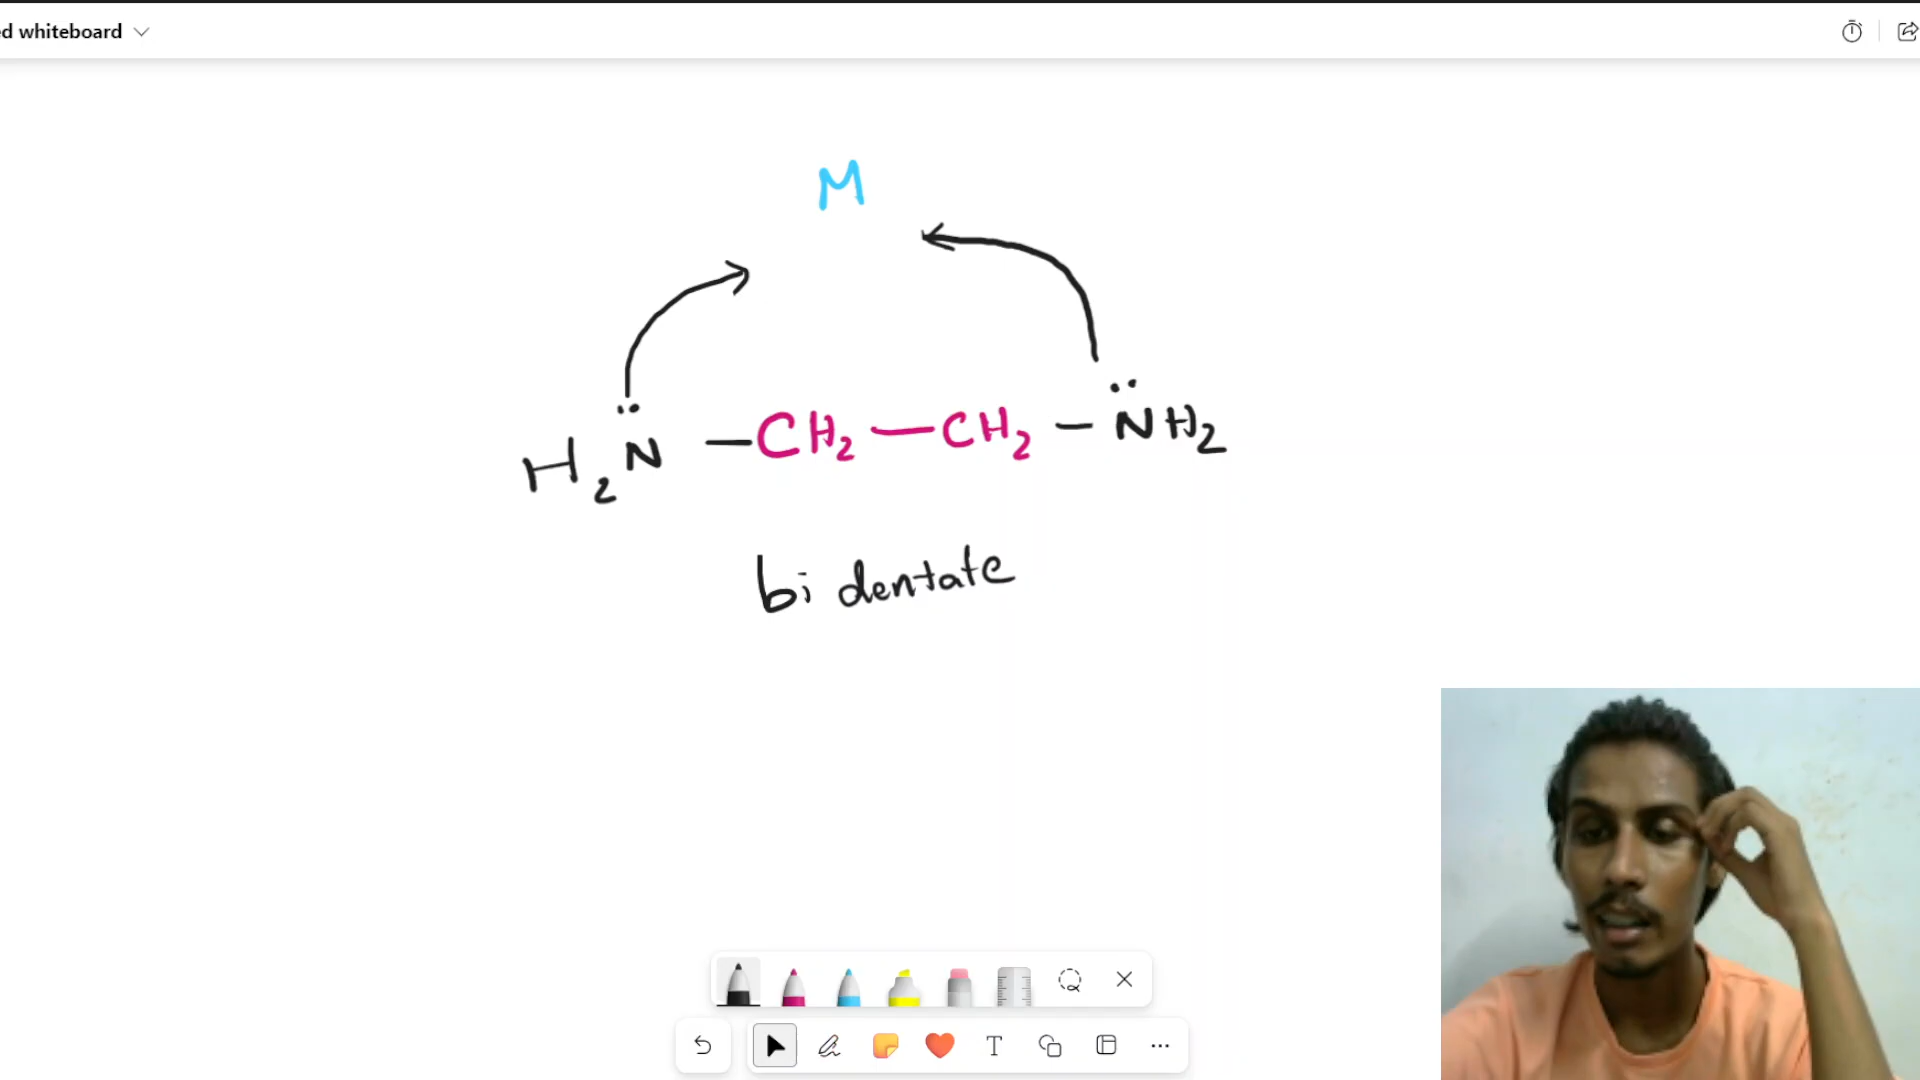 d whiteboard
M
H₂N̈ — CH₂ — CH₂ — N̈H₂
bi dentate
T